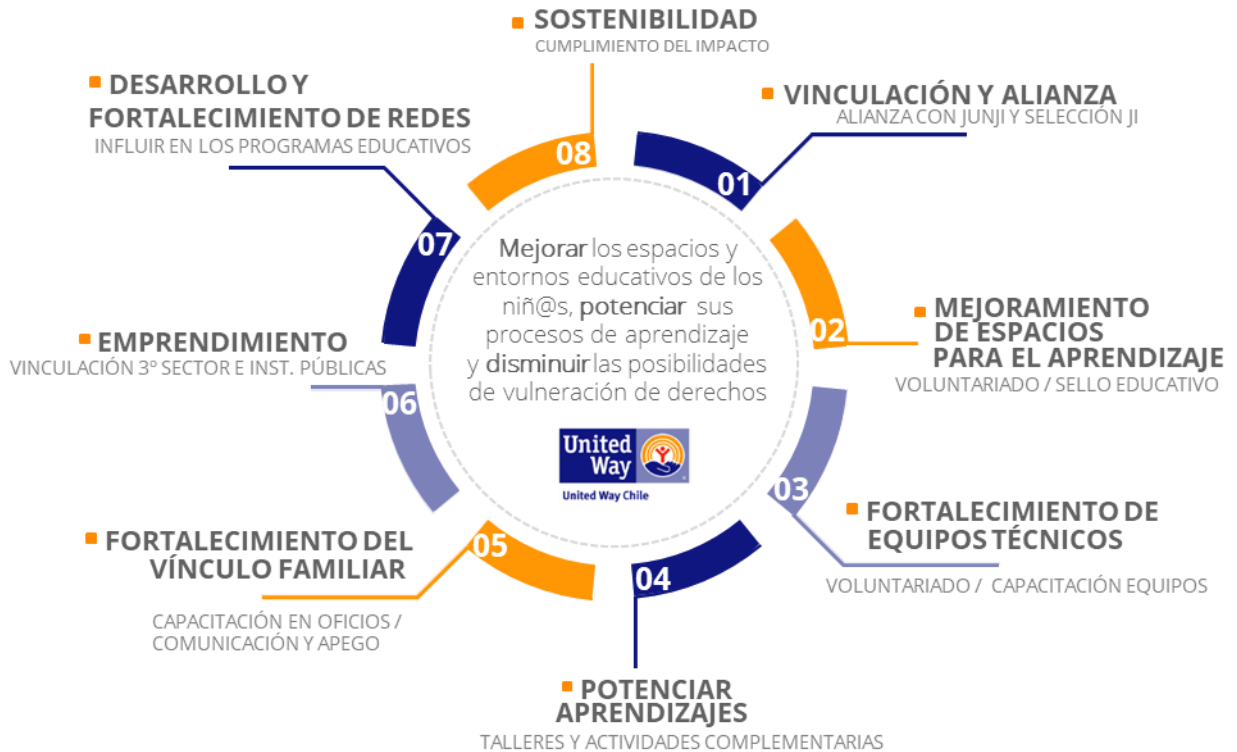 SOSTENIBILIDAD
CUMPLIMIENTO DEL IMPACTO
08
VINCULACIÓN Y ALIANZA
ALIANZA CON JUNJI Y SELECCIÓN JI
01
MEJORAMIENTO
DE ESPACIOS
PARA EL APRENDIZAJE
VOLUNTARIADO / SELLO EDUCATIVO
02
FORTALECIMIENTO DE
EQUIPOS TÉCNICOS
VOLUNTARIADO / CAPACITACIÓN EQUIPOS
03
POTENCIAR
APRENDIZAJES
TALLERES Y ACTIVIDADES COMPLEMENTARIAS
04
FORTALECIMIENTO DEL
VÍNCULO FAMILIAR
CAPACITACIÓN EN OFICIOS /
COMUNICACIÓN Y APEGO
05
EMPRENDIMIENTO
VINCULACIÓN 3º SECTOR E INST. PÚBLICAS
06
DESARROLLO Y
FORTALECIMIENTO DE REDES
INFLUIR EN LOS PROGRAMAS EDUCATIVOS
07
Mejorar los espacios y
entornos educativos de los
niñ@s, potenciar sus
procesos de aprendizaje
y disminuir las posibilidades
de vulneración de derechos
United
Way
United Way Chile